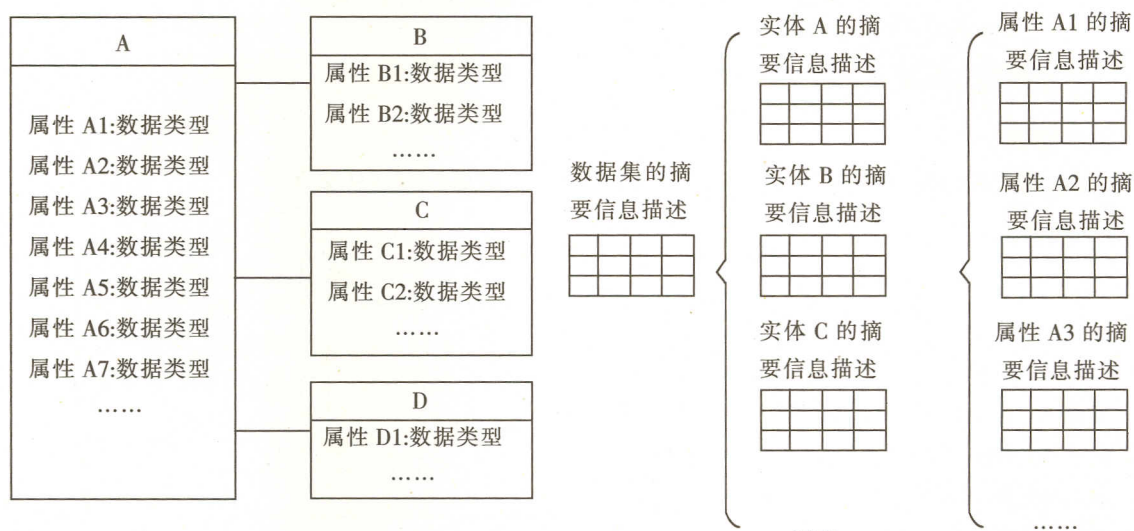 A
属性 A1:数据类型
属性 A2:数据类型
属性 A3:数据类型
属性 A4:数据类型
属性 A5:数据类型
属性 A6:数据类型
属性 A7:数据类型
……
B
属性 B1:数据类型
属性 B2:数据类型
……
C
属性 C1:数据类型
属性 C2:数据类型
……
D
属性 D1:数据类型
……
数据集的摘
要信息描述
实体 A 的摘
要信息描述
实体 B 的摘
要信息描述
实体 C 的摘
要信息描述
属性 A1 的摘
要信息描述
属性 A2 的摘
要信息描述
属性 A3 的摘
要信息描述
……